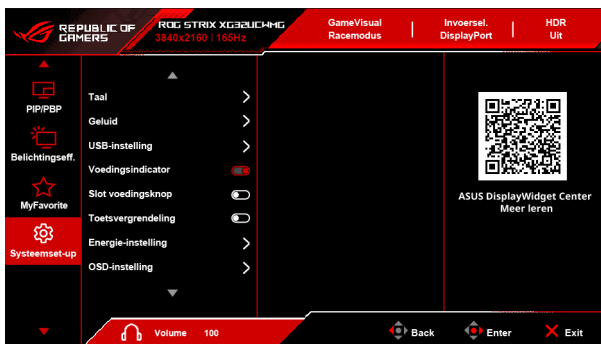 REPUBLIC OF
GAMERS
ROG STRIX XG32UCWMG
3840x2160 | 165Hz
GameVisual
Racemodus
Invoersel.
DisplayPort
HDR
Uit
PIP/PBP
Belichtingseff.
MyFavorite
Systeemset-up
Taal
Geluid
USB-instelling
Voedingsindicator
Slot voedingsknop
Toetsvergrendeling
Energie-instelling
OSD-instelling
ASUS DisplayWidget Center
Meer leren
Volume 100
Back
Enter
Exit